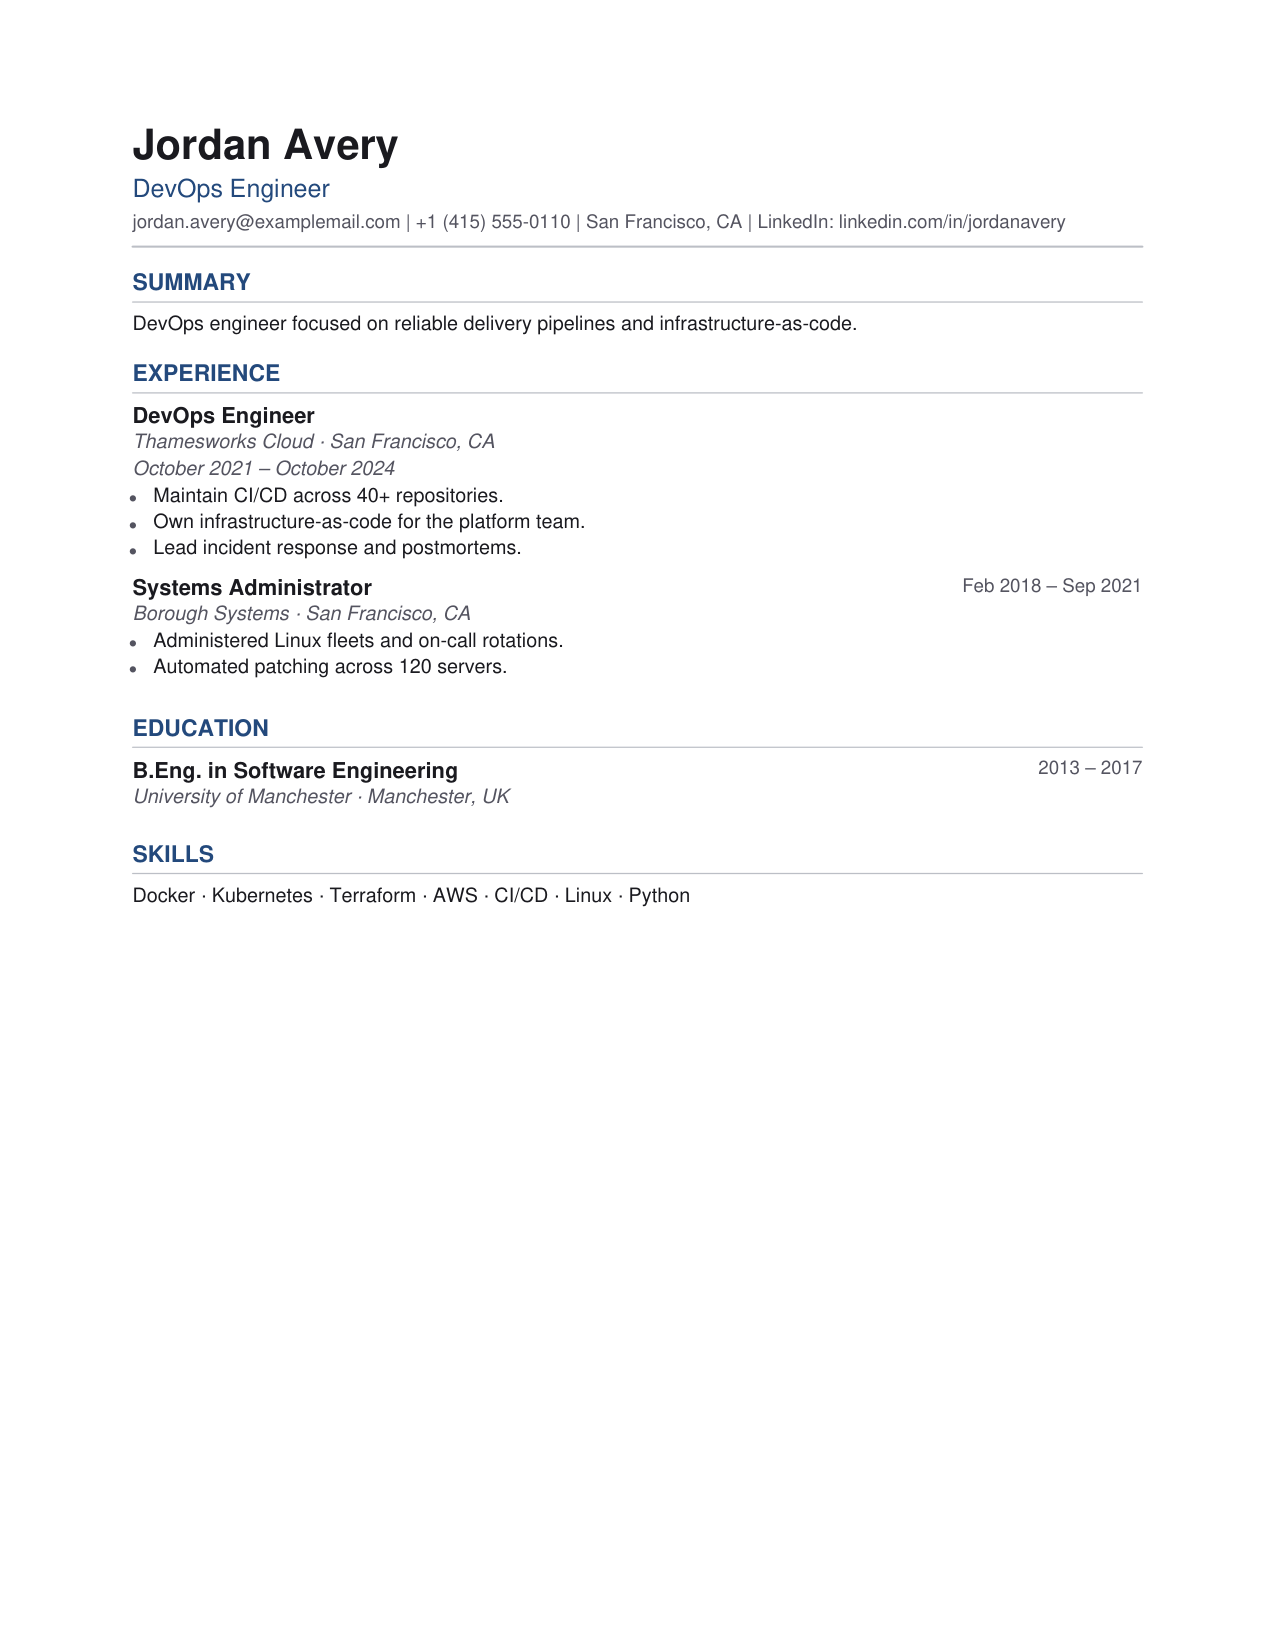 Jordan Avery
DevOps Engineer
jordan.avery@examplemail.com | +1 (415) 555-0110 | San Francisco, CA | LinkedIn: linkedin.com/in/jordanavery
SUMMARY
DevOps engineer focused on reliable delivery pipelines and infrastructure-as-code.
EXPERIENCE
DevOps Engineer
Thamesworks Cloud · San Francisco, CA
October 2021 – October 2024
• Maintain CI/CD across 40+ repositories.
• Own infrastructure-as-code for the platform team.
• Lead incident response and postmortems.
Systems Administrator Feb 2018 – Sep 2021
Borough Systems · San Francisco, CA
• Administered Linux fleets and on-call rotations.
• Automated patching across 120 servers.
EDUCATION
B.Eng. in Software Engineering 2013 – 2017
University of Manchester · Manchester, UK
SKILLS
Docker · Kubernetes · Terraform · AWS · CI/CD · Linux · Python